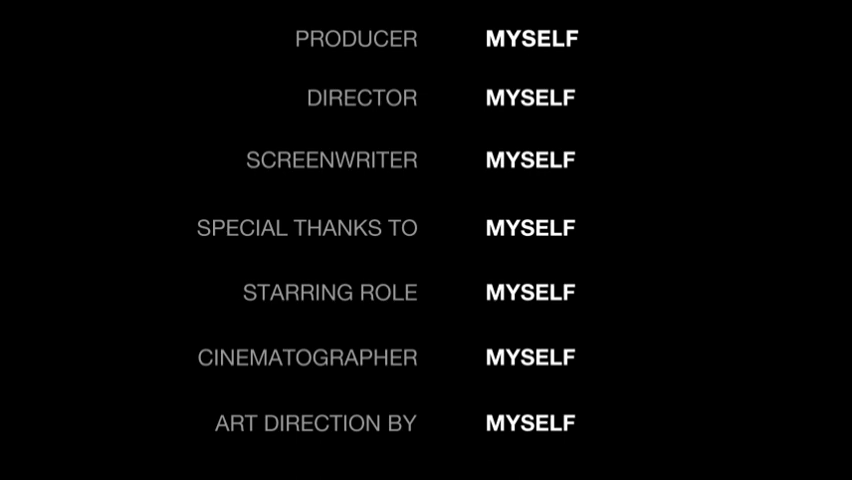 PRODUCER MYSELF
DIRECTOR MYSELF
SCREENWRITER MYSELF
SPECIAL THANKS TO MYSELF
STARRING ROLE MYSELF
CINEMATOGRAPHER MYSELF
ART DIRECTION BY MYSELF